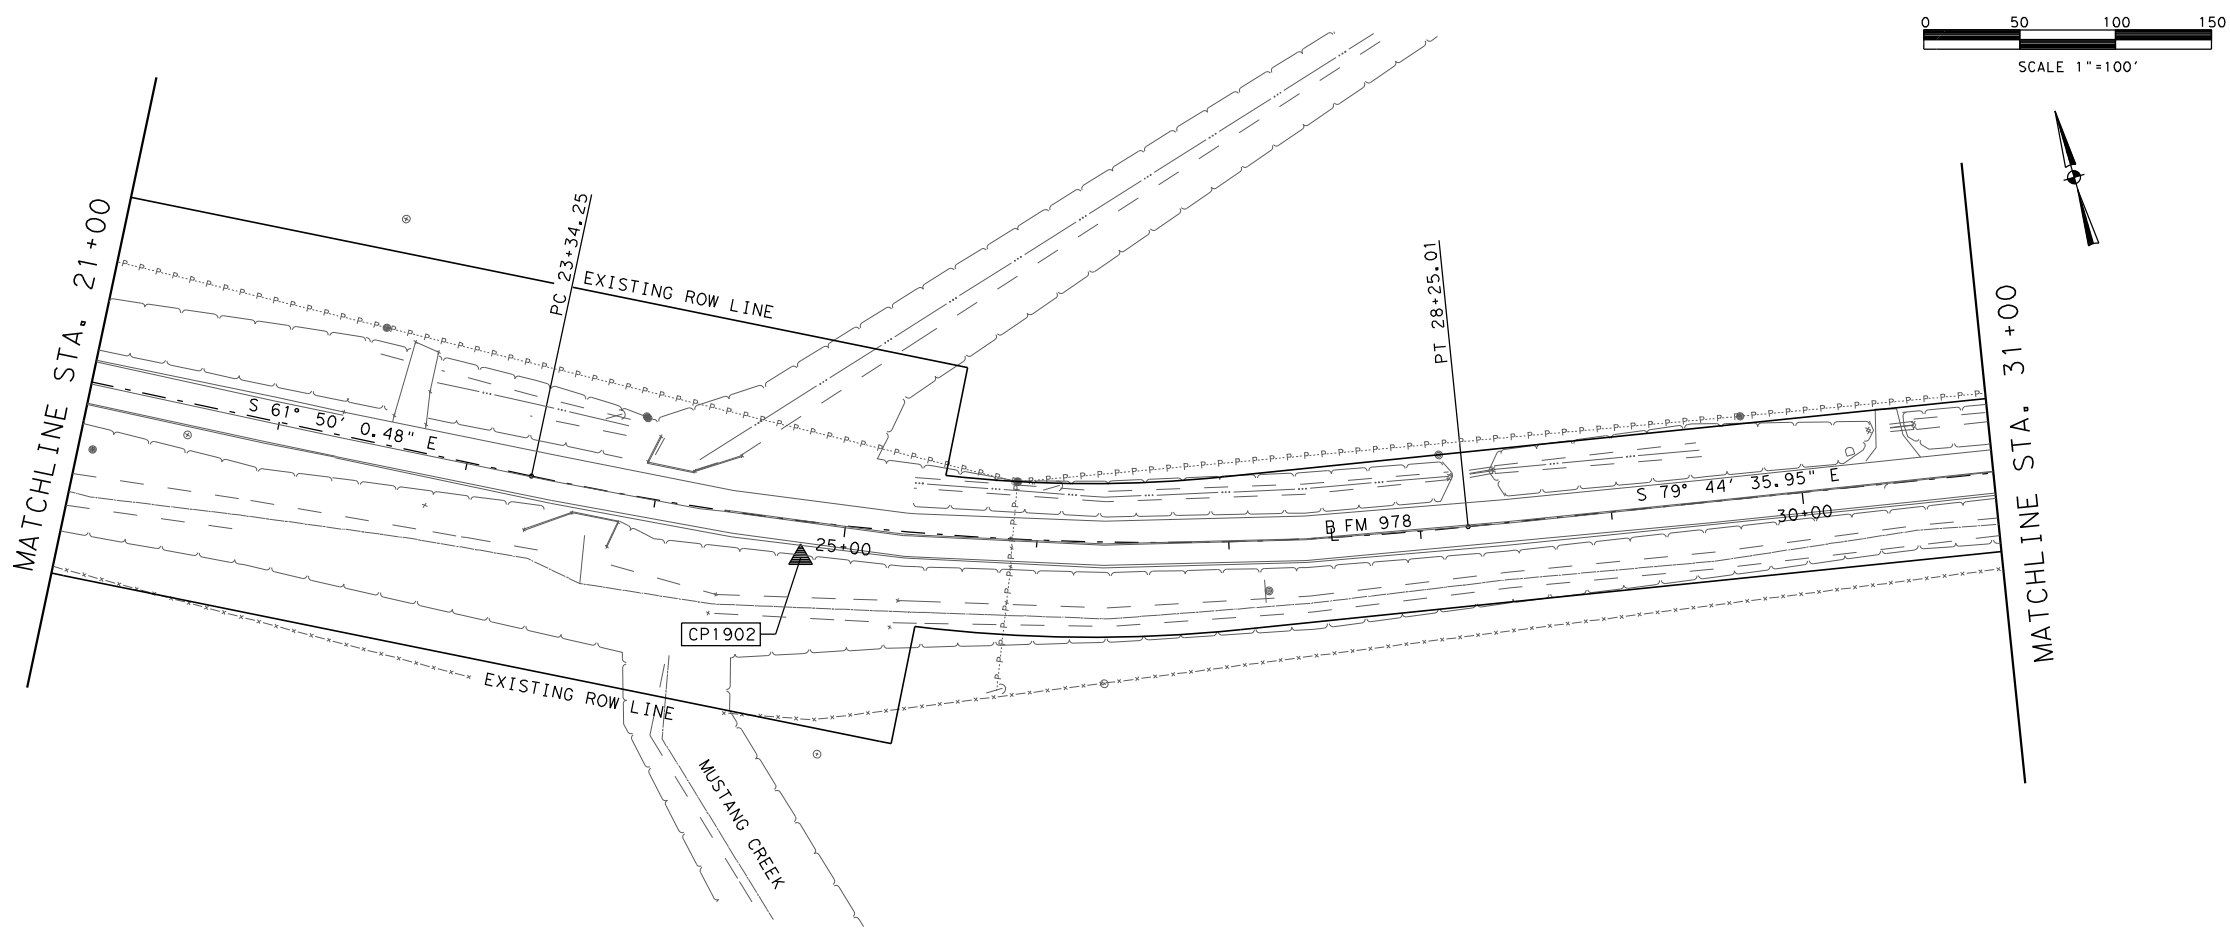 0 50 100 150
SCALE 1"=100'
MATCHLINE STA. 21+00
PC 23+34.25
EXISTING ROW LINE
PT 28+25.01
MATCHLINE STA. 31+00
S 61° 50' 0.48" E
S 79° 44' 35.95" E
30+00
FM 978
25+00
CP1902
EXISTING ROW LINE
MUSTANG CREEK